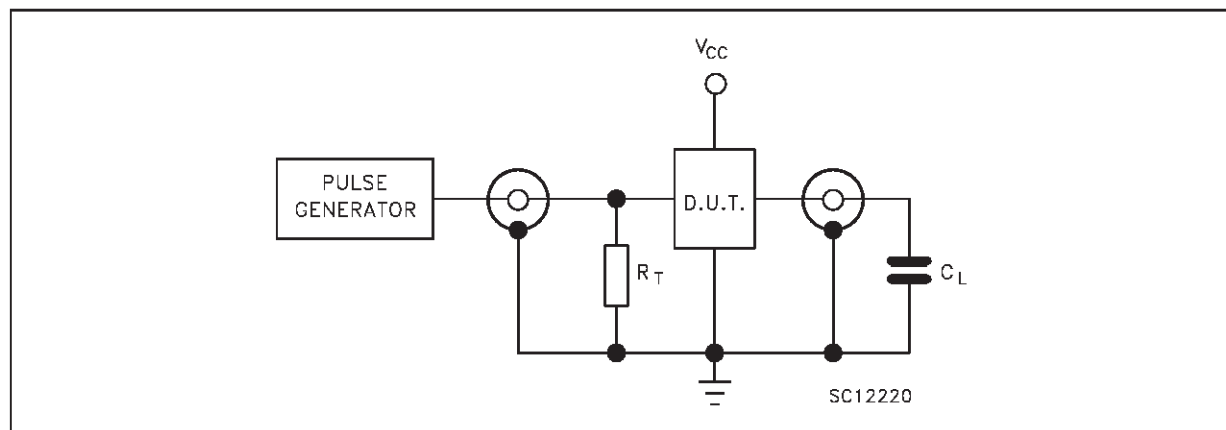 VCC
PULSE
GENERATOR
D.U.T.
RT
CL
SC12220